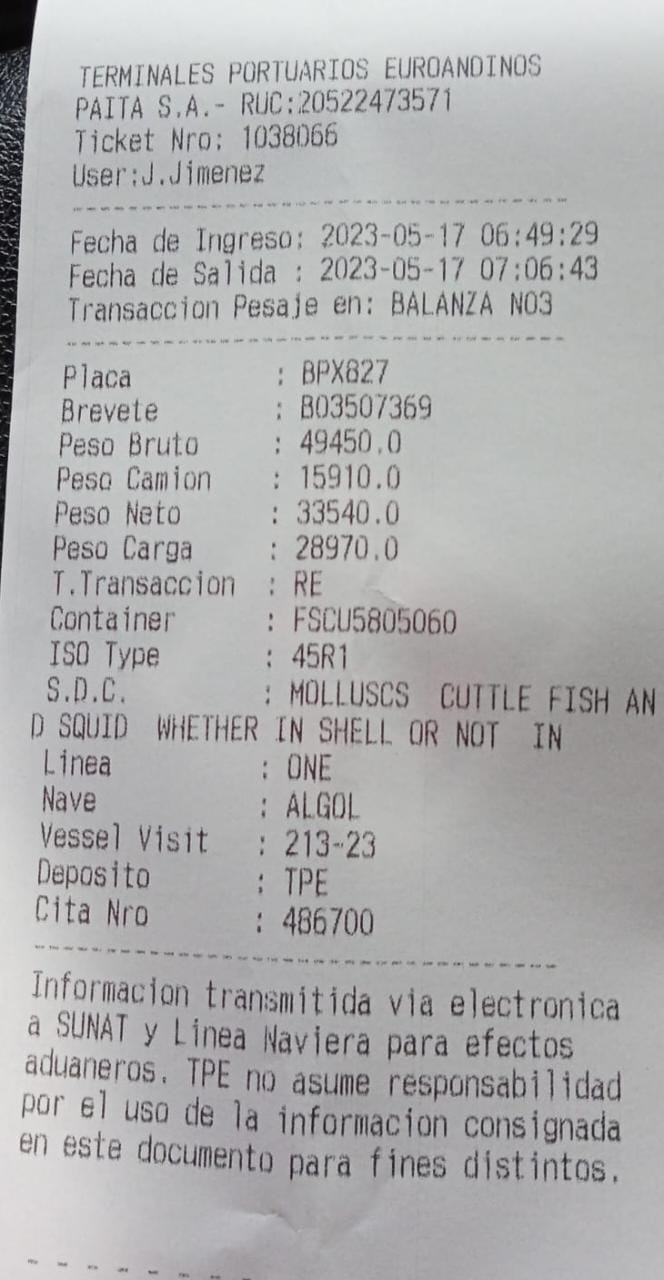 TERMINALES PORTUARIOS EUROANDINOS
PAITA S.A.- RUC:20522473571
Ticket Nro: 1038066
User:J.Jimenez
Fecha de Ingreso: 2023-05-17 06:49:29
Fecha de Salida : 2023-05-17 07:06:43
Transaccion Pesaje en: BALANZA NO3
Placa : BPX827
Brevete : B03507369
Peso Bruto : 49450.0
Peso Camion : 15910.0
Peso Neto : 33540.0
Peso Carga : 28970.0
T.Transaccion : RE
Container : FSCU5805060
ISO Type : 45R1
S.D.C. : MOLLUSCS CUTTLE FISH AN
D SQUID WHETHER IN SHELL OR NOT IN
Linea : ONE
Nave : ALGOL
Vessel Visit : 213-23
Deposito : TPE
Cita Nro : 486700
Informacion transmitida via electronica
a SUNAT y Linea Naviera para efectos
aduaneros. TPE no asume responsabilidad
por el uso de la informacion consignada
en este documento para fines distintos.